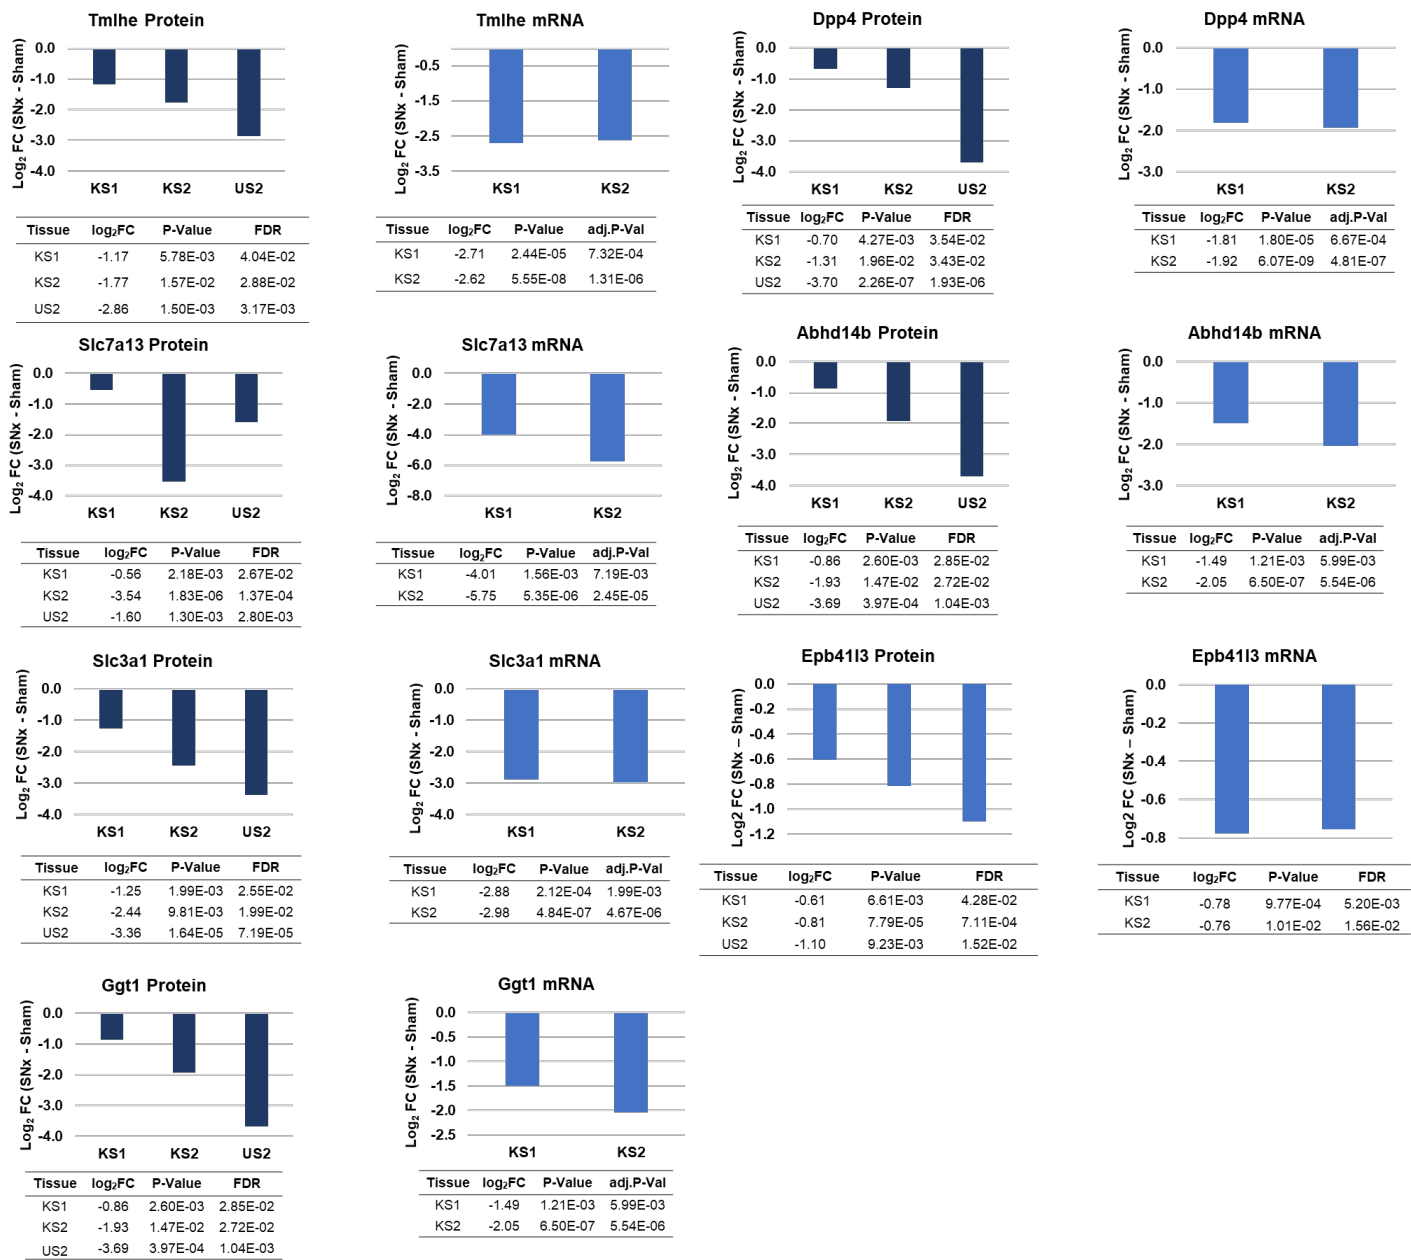 Tmlhe Protein
Log₂ FC (SNx - Sham)
0.0
-1.0
-2.0
-3.0
-4.0
KS1 KS2 US2
Tissue log₂FC P-Value FDR
KS1 -1.17 5.78E-03 4.04E-02
KS2 -1.77 1.57E-02 2.88E-02
US2 -2.86 1.50E-03 3.17E-03
Tmlhe mRNA
Log₂ FC (SNx - Sham)
-0.5
-1.5
-2.5
-3.5
KS1 KS2
Tissue log₂FC P-Value adj.P-Val
KS1 -2.71 2.44E-05 7.32E-04
KS2 -2.62 5.55E-08 1.31E-06
Dpp4 Protein
Log₂ FC (SNx - Sham)
0.0
-1.0
-2.0
-3.0
-4.0
KS1 KS2 US2
Tissue log₂FC P-Value FDR
KS1 -0.70 4.27E-03 3.54E-02
KS2 -1.31 1.96E-02 3.43E-02
US2 -3.70 2.26E-07 1.93E-06
Dpp4 mRNA
Log₂ FC (SNx - Sham)
0.0
-1.0
-2.0
-3.0
KS1 KS2
Tissue log₂FC P-Value adj.P-Val
KS1 -1.81 1.80E-05 6.67E-04
KS2 -1.92 6.07E-09 4.81E-07
Slc7a13 Protein
Log₂ FC (SNx - Sham)
0.0
-1.0
-2.0
-3.0
-4.0
KS1 KS2 US2
Tissue log₂FC P-Value FDR
KS1 -0.56 2.18E-03 2.67E-02
KS2 -3.54 1.83E-06 1.37E-04
US2 -1.60 1.30E-03 2.80E-03
Slc7a13 mRNA
Log₂ FC (SNx - Sham)
0.0
-2.0
-4.0
-6.0
-8.0
KS1 KS2
Tissue log₂FC P-Value adj.P-Val
KS1 -4.01 1.56E-03 7.19E-03
KS2 -5.75 5.35E-06 2.45E-05
Abhd14b Protein
Log₂ FC (SNx - Sham)
0.0
-1.0
-2.0
-3.0
-4.0
KS1 KS2 US2
Tissue log₂FC P-Value FDR
KS1 -0.86 2.60E-03 2.85E-02
KS2 -1.93 1.47E-02 2.72E-02
US2 -3.69 3.97E-04 1.04E-03
Abhd14b mRNA
Log₂ FC (SNx - Sham)
0.0
-1.0
-2.0
-3.0
KS1 KS2
Tissue log₂FC P-Value adj.P-Val
KS1 -1.49 1.21E-03 5.99E-03
KS2 -2.05 6.50E-07 5.54E-06
Slc3a1 Protein
Log₂ FC (SNx - Sham)
0.0
-1.0
-2.0
-3.0
-4.0
KS1 KS2 US2
Tissue log₂FC P-Value FDR
KS1 -1.25 1.99E-03 2.55E-02
KS2 -2.44 9.81E-03 1.99E-02
US2 -3.36 1.64E-05 7.19E-05
Slc3a1 mRNA
Log₂ FC (SNx - Sham)
0.0
-1.0
-2.0
-3.0
-4.0
KS1 KS2
Tissue log₂FC P-Value adj.P-Val
KS1 -2.88 2.12E-04 1.99E-03
KS2 -2.98 4.84E-07 4.67E-06
Epb41l3 Protein
Log2 FC (SNx – Sham)
0.0
-0.2
-0.4
-0.6
-0.8
-1.0
-1.2
Tissue log₂FC P-Value FDR
KS1 -0.61 6.61E-03 4.28E-02
KS2 -0.81 7.79E-05 7.11E-04
US2 -1.10 9.23E-03 1.52E-02
Epb41l3 mRNA
Log2 FC (SNx – Sham)
0.0
-0.2
-0.4
-0.6
-0.8
Tissue log₂FC P-Value FDR
KS1 -0.78 9.77E-04 5.20E-03
KS2 -0.76 1.01E-02 1.56E-02
Ggt1 Protein
Log₂ FC (SNx - Sham)
0.0
-1.0
-2.0
-3.0
-4.0
KS1 KS2 US2
Tissue log₂FC P-Value FDR
KS1 -0.86 2.60E-03 2.85E-02
KS2 -1.93 1.47E-02 2.72E-02
US2 -3.69 3.97E-04 1.04E-03
Ggt1 mRNA
Log₂ FC (SNx - Sham)
0.0
-0.5
-1.0
-1.5
-2.0
-2.5
KS1 KS2
Tissue log₂FC P-Value adj.P-Val
KS1 -1.49 1.21E-03 5.99E-03
KS2 -2.05 6.50E-07 5.54E-06